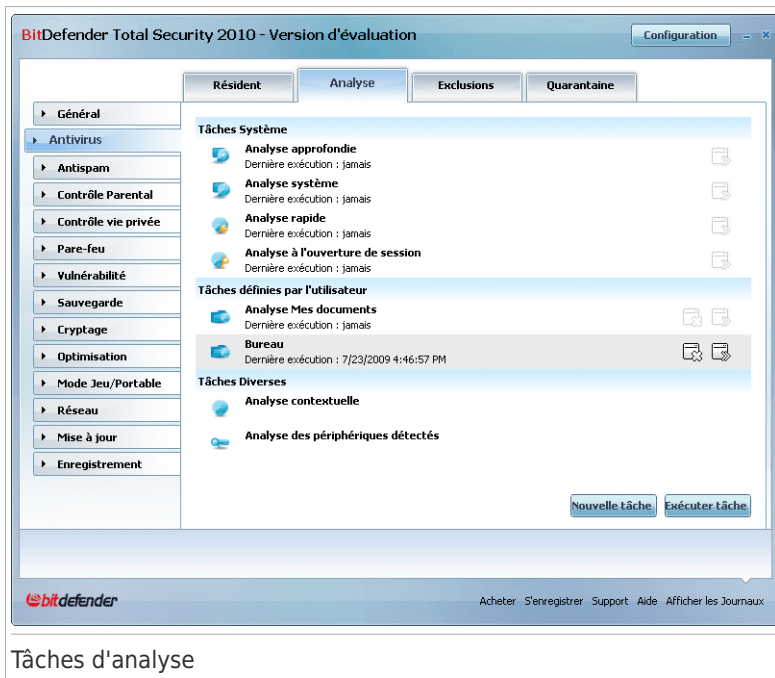 BitDefender Total Security 2010 - Version d'évaluation
Configuration
Résident
Analyse
Exclusions
Quarantaine
Général
Antivirus
Antispam
Contrôle Parental
Contrôle vie privée
Pare-feu
Vulnérabilité
Sauvegarde
Cryptage
Optimisation
Mode Jeu/Portable
Réseau
Mise à jour
Enregistrement
Tâches Système
Analyse approfondie
Dernière exécution : jamais
Analyse système
Dernière exécution : jamais
Analyse rapide
Dernière exécution : jamais
Analyse à l'ouverture de session
Dernière exécution : jamais
Tâches définies par l'utilisateur
Analyse Mes documents
Dernière exécution : jamais
Bureau
Dernière exécution : 7/23/2009 4:46:57 PM
Tâches Diverses
Analyse contextuelle
Analyse des périphériques détectés
Nouvelle tâche
Exécuter tâche
bitdefender
Acheter S'enregistrer Support Aide Afficher les Journaux
Tâches d'analyse